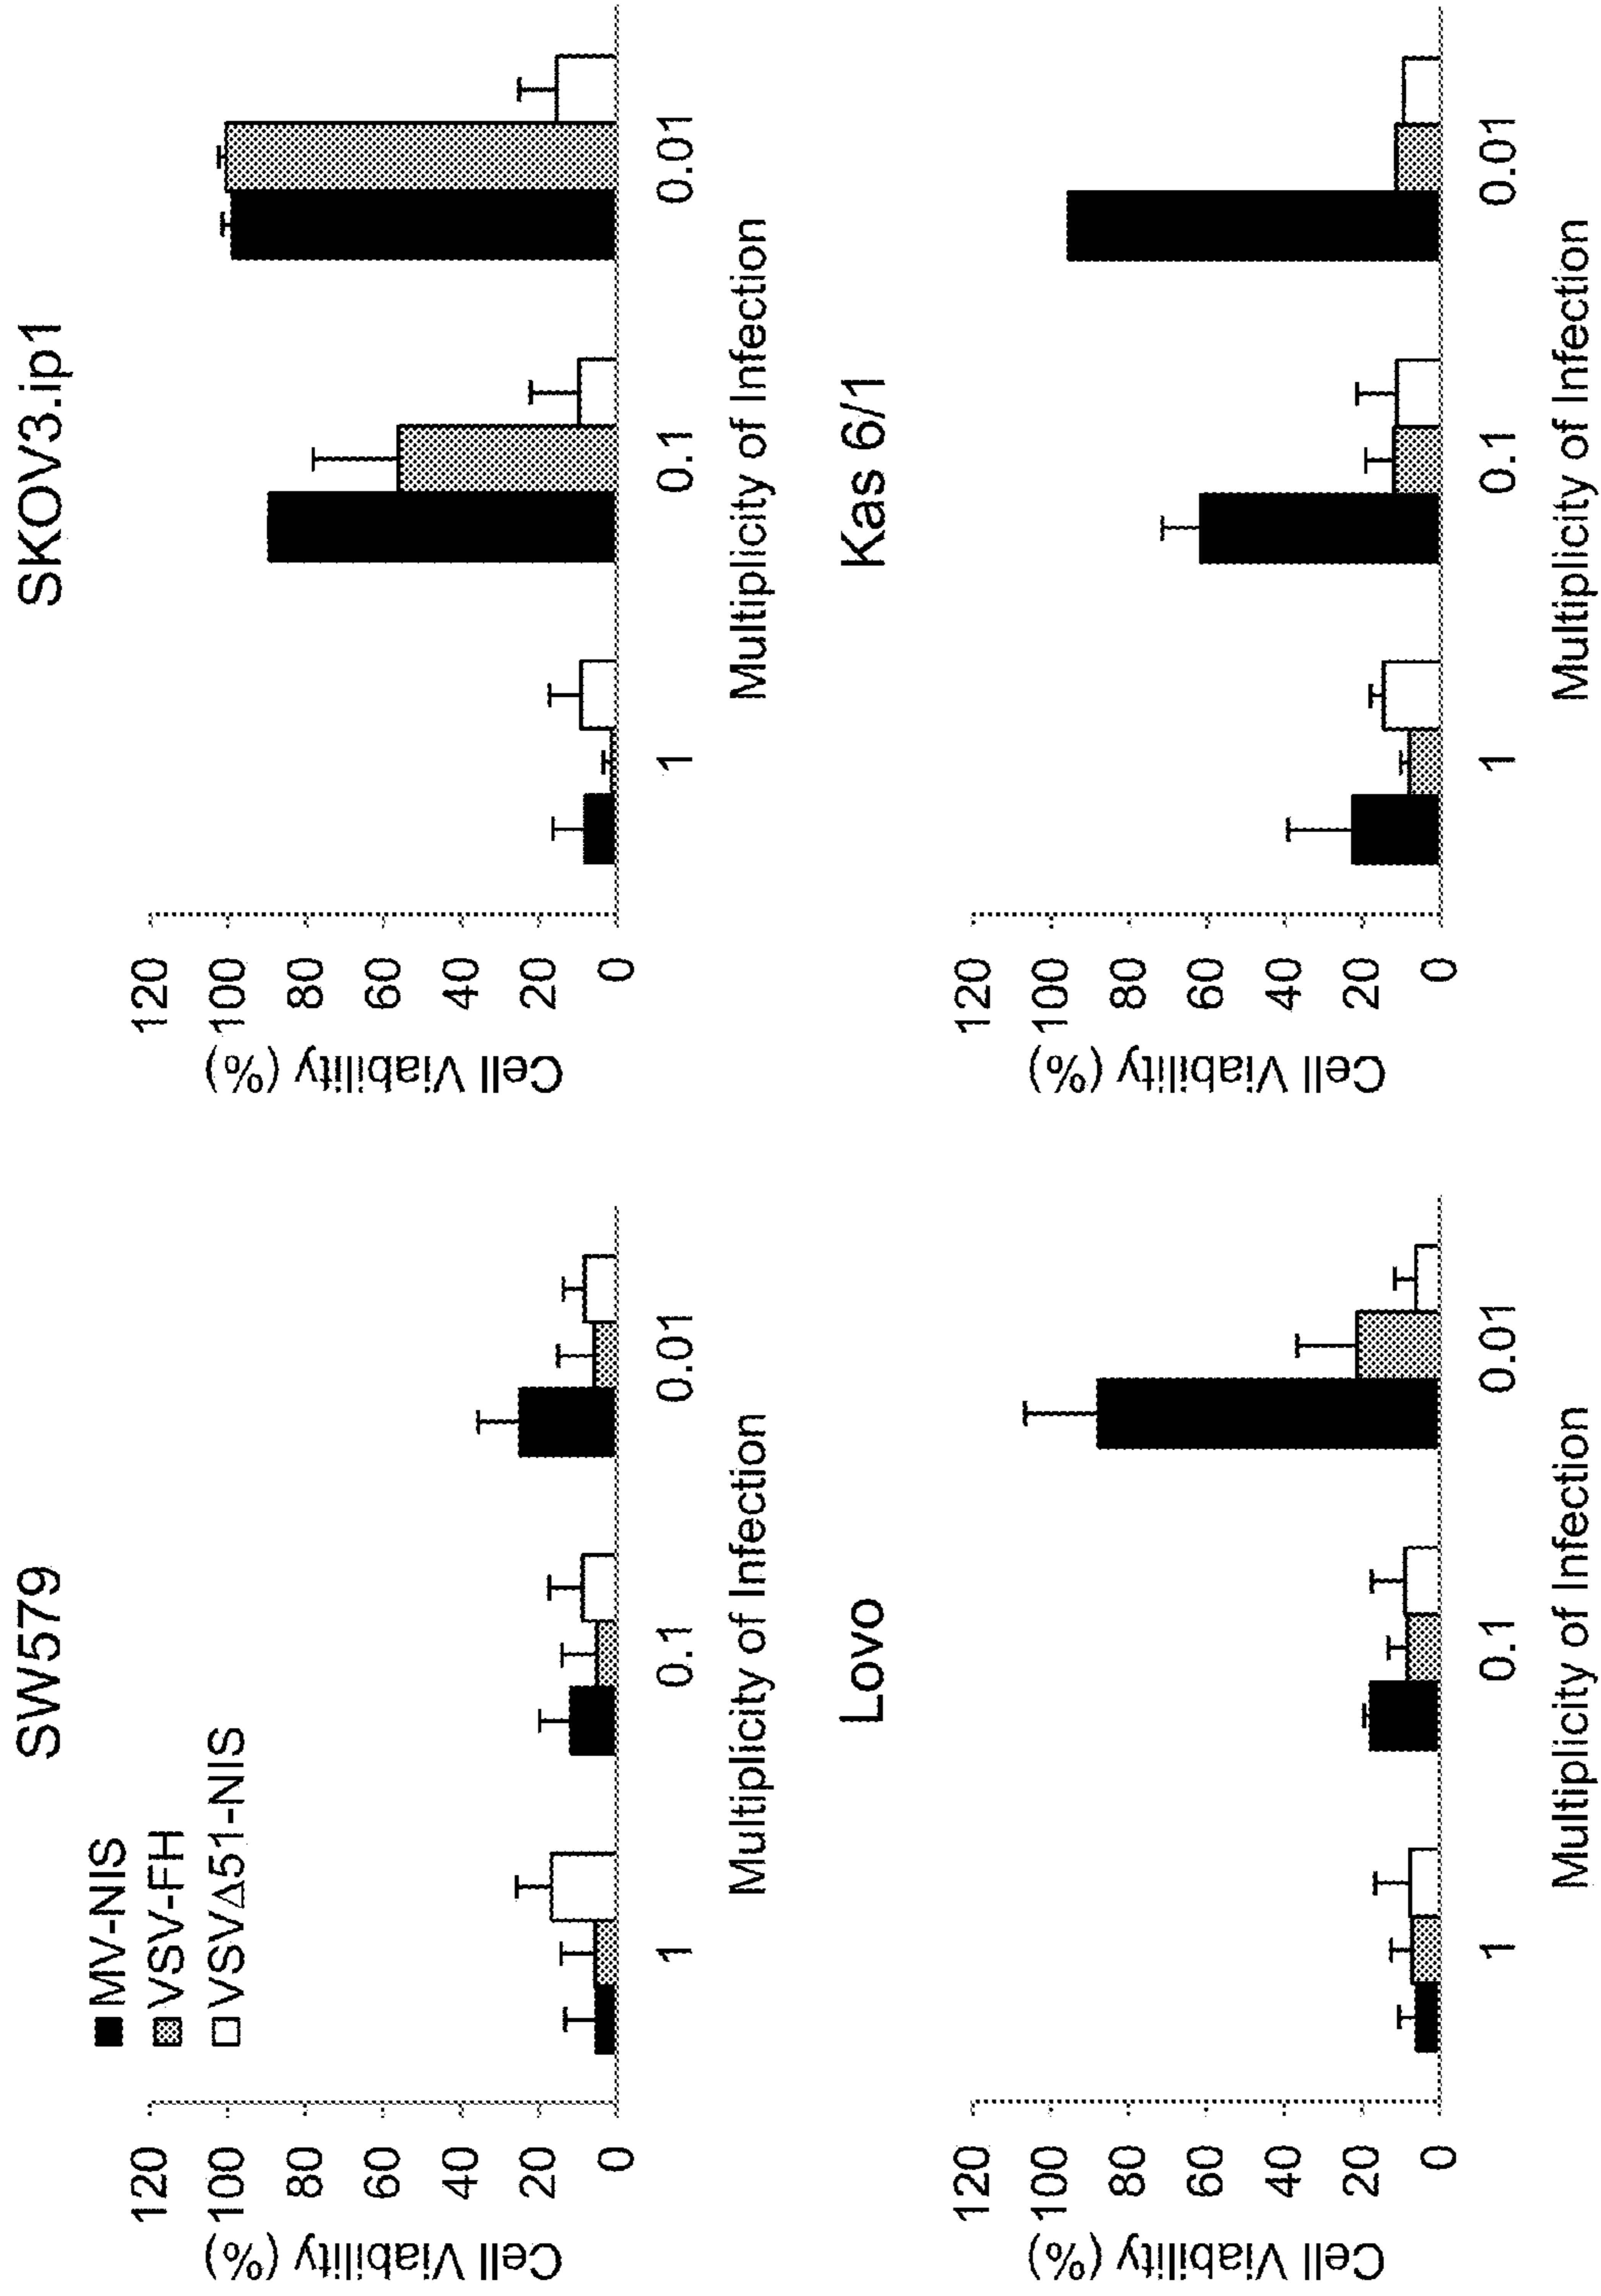 SW579
MV-NIS
VSV-FH
VSVΔ51-NIS
Cell Viability (%)
120
100
80
60
40
20
0
1 0.1 0.01
Multiplicity of Infection
SKOV3.ip1
Cell Viability (%)
120
100
80
60
40
20
0
1 0.1 0.01
Multiplicity of Infection
Lovo
Cell Viability (%)
120
100
80
60
40
20
0
1 0.1 0.01
Multiplicity of Infection
Kas 6/1
Cell Viability (%)
120
100
80
60
40
20
0
1 0.1 0.01
Multiplicity of Infection